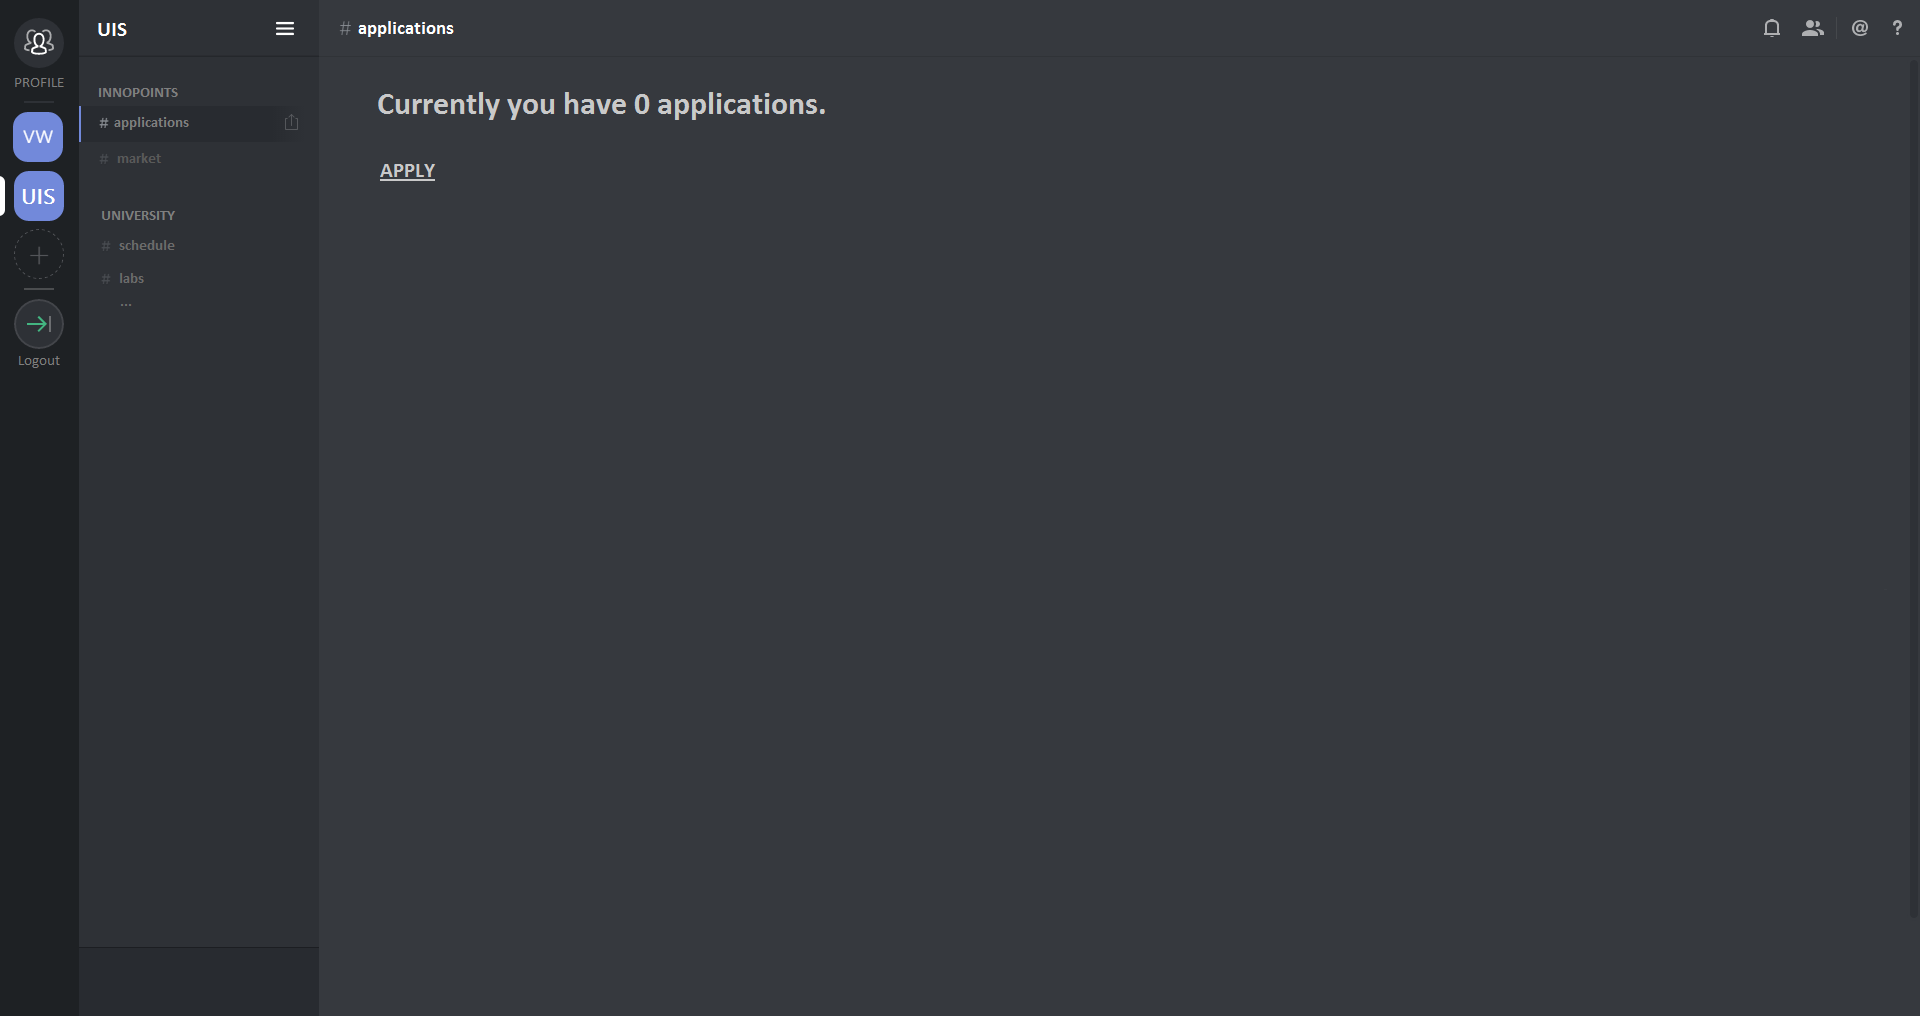 PROFILE
VW
UIS
Logout
UIS
INNOPOINTS
# applications
# market
UNIVERSITY
# schedule
# labs
...
# applications
@ ?
Currently you have 0 applications.
APPLY